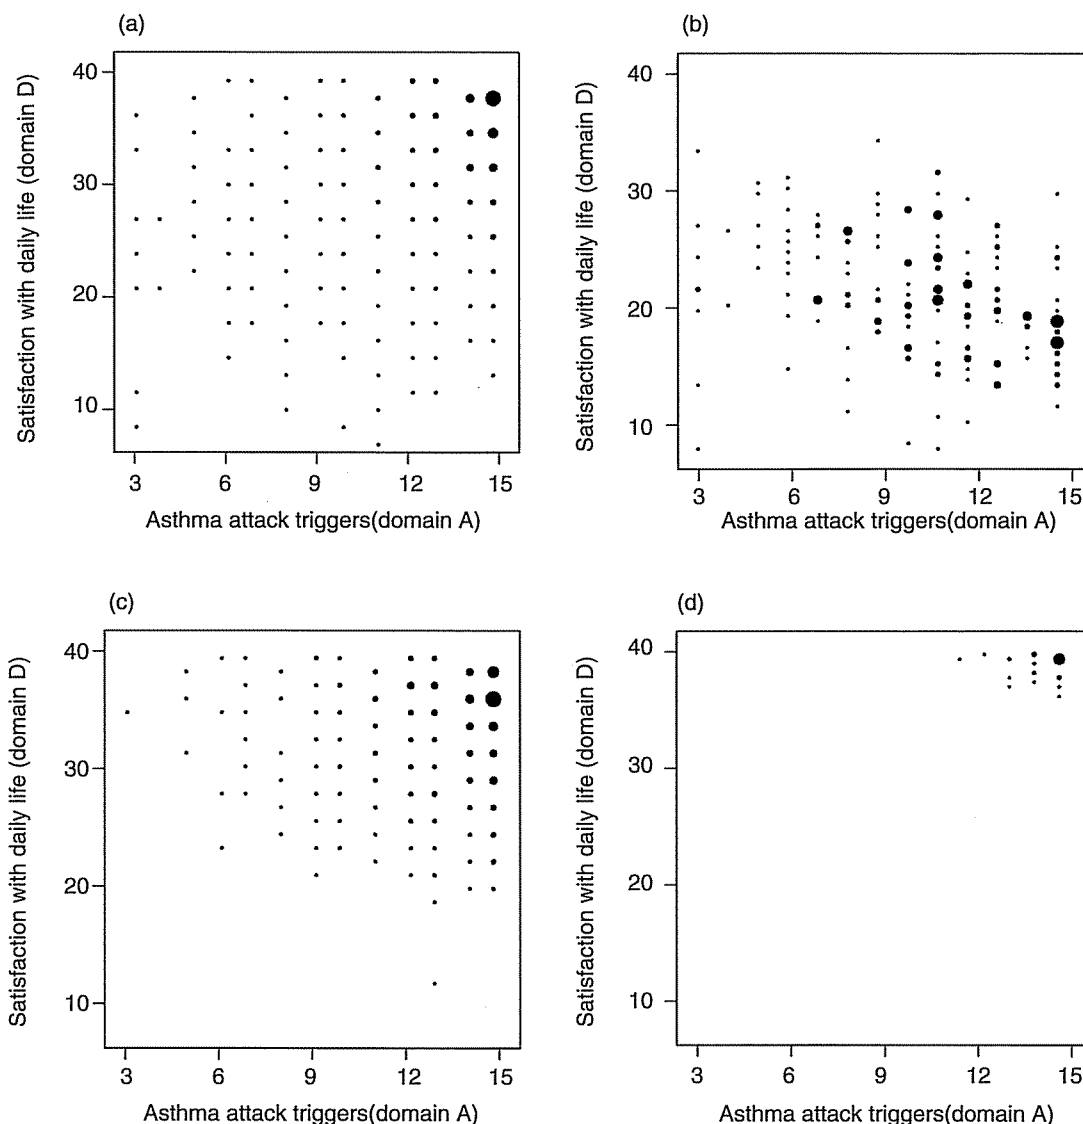 (a)
Satisfaction with daily life (domain D)
40
30
20
10
3 6 9 12 15
Asthma attack triggers(domain A)
(b)
Satisfaction with daily life (domain D)
40
30
20
10
3 6 9 12 15
Asthma attack triggers(domain A)
(c)
Satisfaction with daily life (domain D)
40
30
20
10
3 6 9 12 15
Asthma attack triggers(domain A)
(d)
Satisfaction with daily life (domain D)
40
30
20
10
3 6 9 12 15
Asthma attack triggers(domain A)